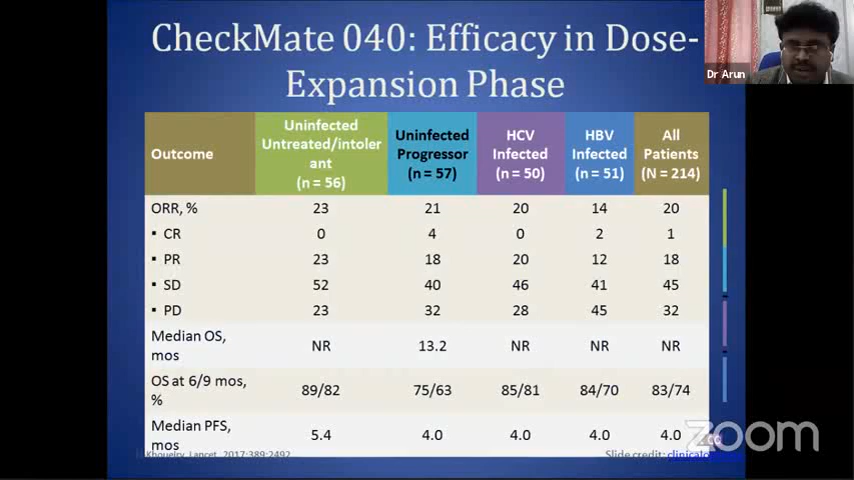 CheckMate 040: Efficacy in Dose-
Expansion Phase
Dr Arun
Outcome
Uninfected
Untreated/intoler
ant
(n = 56)
Uninfected
Progressor
(n = 57)
HCV
Infected
(n = 50)
HBV
Infected
(n = 51)
All
Patients
(N = 214)
ORR, % 23 21 20 14 20
▪ CR 0 4 0 2 1
▪ PR 23 18 20 12 18
▪ SD 52 40 46 41 45
▪ PD 23 32 28 45 32
Median OS,
mos
NR 13.2 NR NR NR
OS at 6/9 mos,
%
89/82 75/63 85/81 84/70 83/74
Median PFS,
mos
5.4 4.0 4.0 4.0 4.0
Khoueiry. Lancet. 2017;389:2492.
Slide credit:
zoom